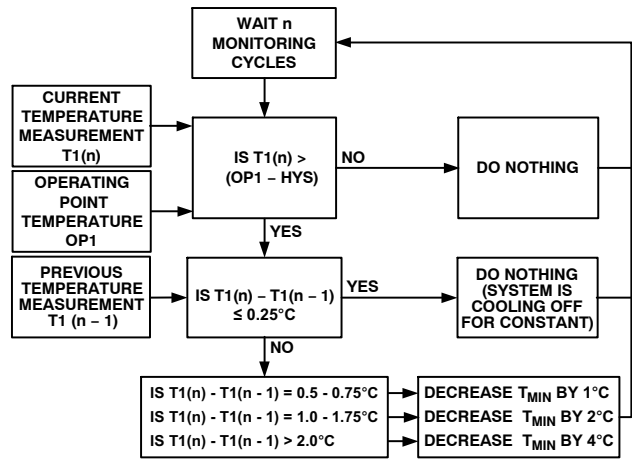 WAIT n
MONITORING
CYCLES
CURRENT
TEMPERATURE
MEASUREMENT
T1(n)
IS T1(n) >
(OP1 – HYS)
NO
DO NOTHING
OPERATING
POINT
TEMPERATURE
OP1
YES
PREVIOUS
TEMPERATURE
MEASUREMENT
T1 (n – 1)
IS T1(n) – T1(n – 1)
≤ 0.25°C
YES
DO NOTHING
(SYSTEM IS
COOLING OFF
FOR CONSTANT)
NO
IS T1(n) - T1(n - 1) = 0.5 - 0.75°C
DECREASE TMIN BY 1°C
IS T1(n) - T1(n - 1) = 1.0 - 1.75°C
DECREASE TMIN BY 2°C
IS T1(n) - T1(n - 1) > 2.0°C
DECREASE TMIN BY 4°C